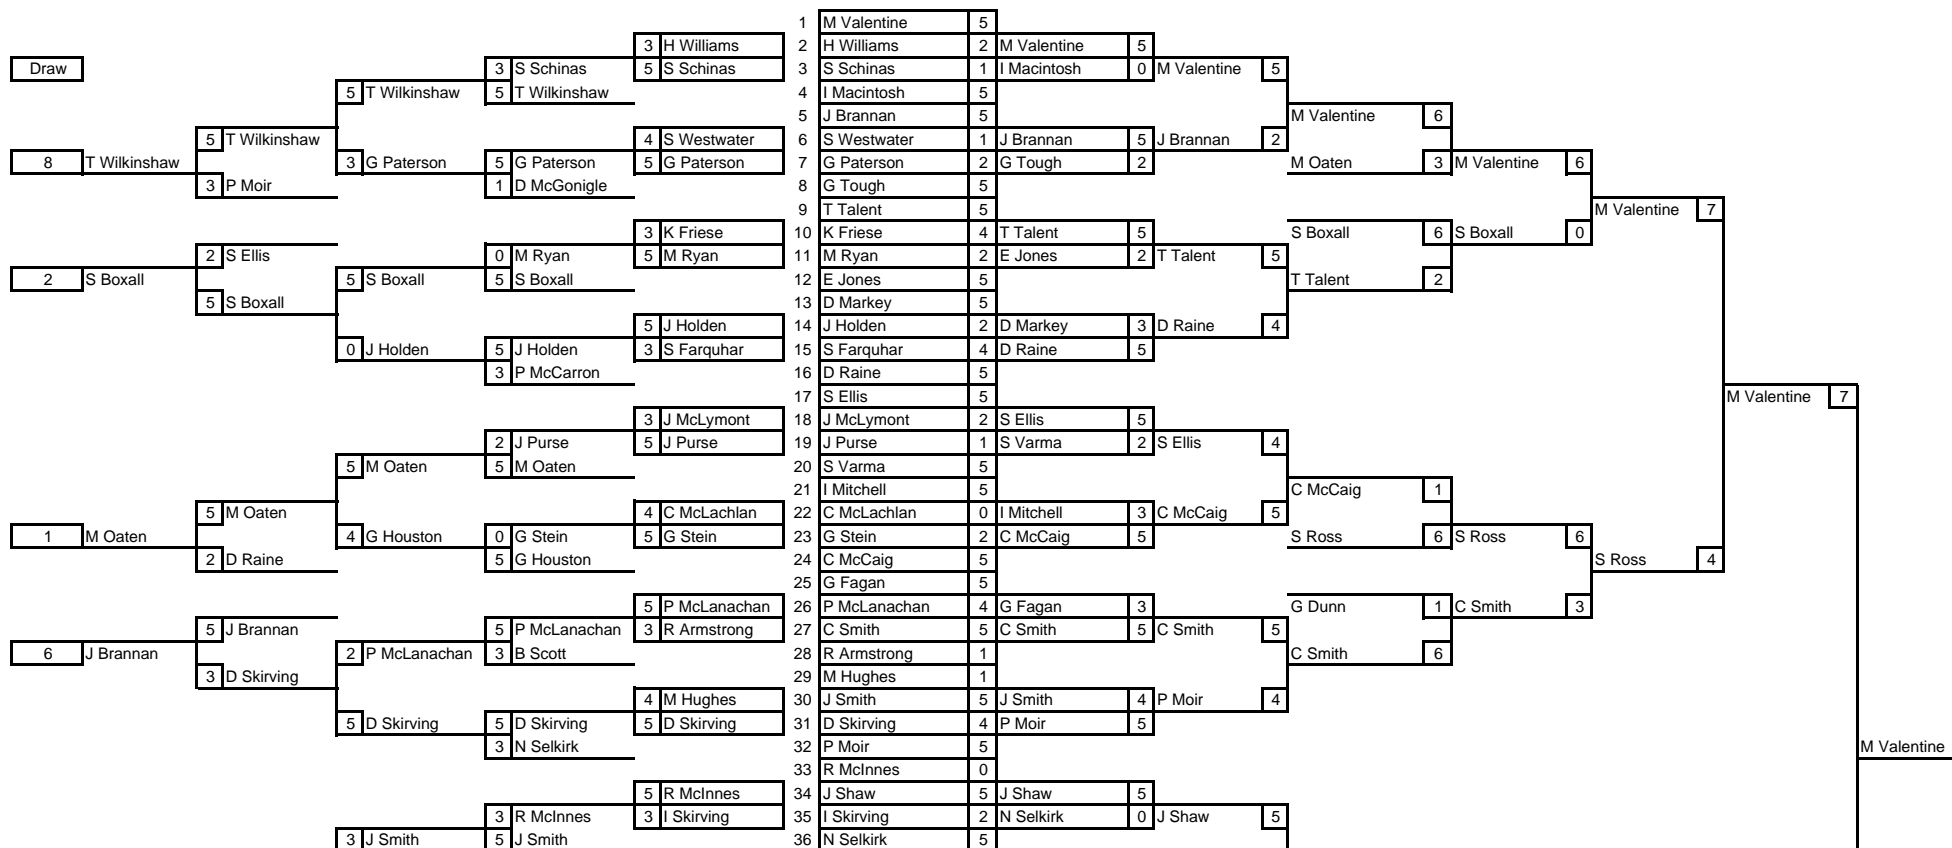 1 M Valentine 5
3 H Williams 2 H Williams 2 M Valentine 5
Draw 3 S Schinas 5 S Schinas 3 S Schinas 1 I Macintosh 0 M Valentine 5
5 T Wilkinshaw 5 T Wilkinshaw 4 I Macintosh 5
5 J Brannan 5 M Valentine 6
5 T Wilkinshaw 4 S Westwater 6 S Westwater 1 J Brannan 5 J Brannan 2
8 T Wilkinshaw 3 G Paterson 5 G Paterson 5 G Paterson 7 G Paterson 2 G Tough 2 M Oaten 3 M Valentine 6
3 P Moir 1 D McGonigle 8 G Tough 5
9 T Talent 5 M Valentine 7
3 K Friese 10 K Friese 4 T Talent 5 S Boxall 6 S Boxall 0
2 S Ellis 0 M Ryan 5 M Ryan 11 M Ryan 2 E Jones 2 T Talent 5
2 S Boxall 5 S Boxall 5 S Boxall 12 E Jones 5 T Talent 2
5 S Boxall 13 D Markey 5
5 J Holden 14 J Holden 2 D Markey 3 D Raine 4
0 J Holden 5 J Holden 3 S Farquhar 15 S Farquhar 4 D Raine 5
3 P McCarron 16 D Raine 5
17 S Ellis 5 M Valentine 7
3 J McLymont 18 J McLymont 2 S Ellis 5
2 J Purse 5 J Purse 19 J Purse 1 S Varma 2 S Ellis 4
5 M Oaten 5 M Oaten 20 S Varma 5
21 I Mitchell 5 C McCaig 1
5 M Oaten 4 C McLachlan 22 C McLachlan 0 I Mitchell 3 C McCaig 5
1 M Oaten 4 G Houston 0 G Stein 5 G Stein 23 G Stein 2 C McCaig 5 S Ross 6 S Ross 6
2 D Raine 5 G Houston 24 C McCaig 5 S Ross 4
25 G Fagan 5
5 P McLanachan 26 P McLanachan 4 G Fagan 3 G Dunn 1 C Smith 3
5 J Brannan 5 P McLanachan 3 R Armstrong 27 C Smith 5 C Smith 5 C Smith 5
6 J Brannan 2 P McLanachan 3 B Scott 28 R Armstrong 1 C Smith 6
3 D Skirving 29 M Hughes 1
4 M Hughes 30 J Smith 5 J Smith 4 P Moir 4
5 D Skirving 5 D Skirving 5 D Skirving 31 D Skirving 4 P Moir 5
3 N Selkirk 32 P Moir 5 M Valentine
33 R McInnes 0
5 R McInnes 34 J Shaw 5 J Shaw 5
3 R McInnes 3 I Skirving 35 I Skirving 2 N Selkirk 0 J Shaw 5
3 J Smith 5 J Smith 36 N Selkirk 5